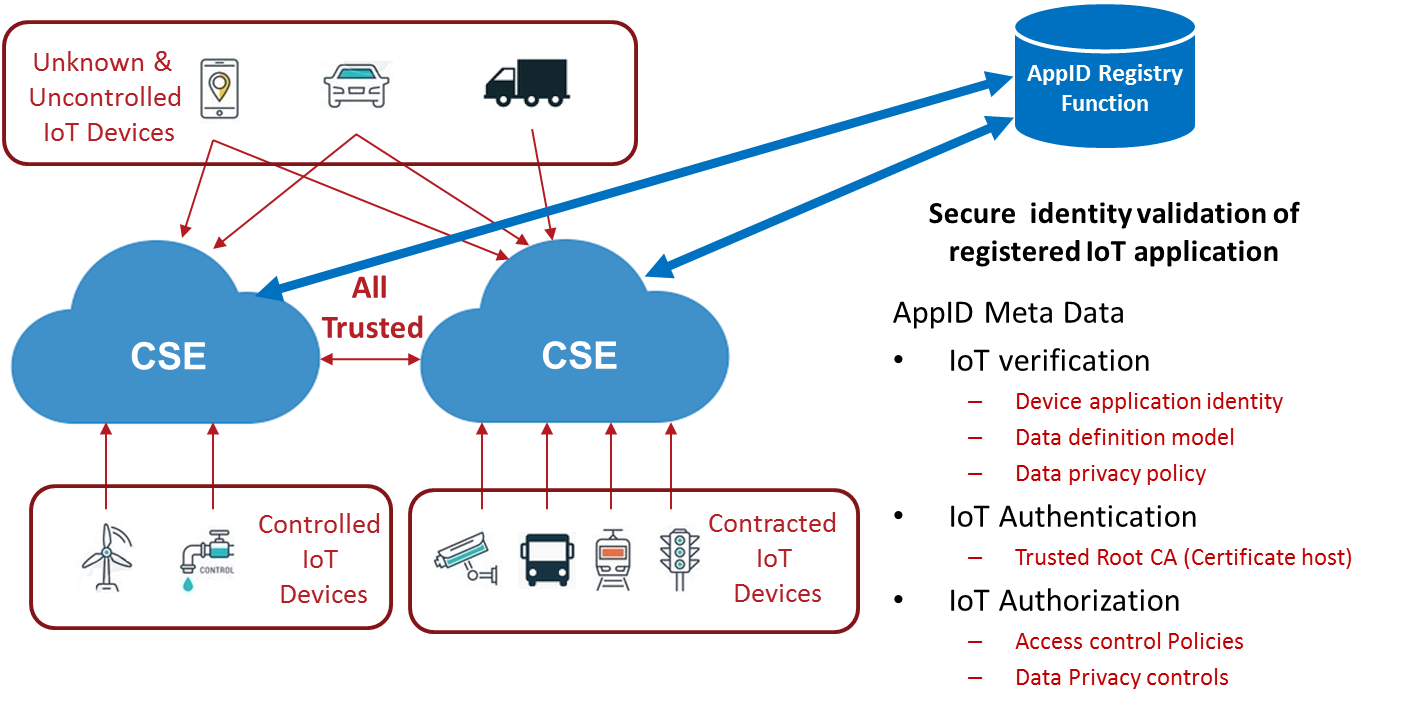 Unknown &
Uncontrolled
IoT Devices
AppID Registry
Function
All
Trusted
CSE
CSE
Controlled
IoT
Devices
CONTROL
Contracted
IoT
Devices
Secure identity validation of
registered IoT application
AppID Meta Data
• IoT verification
– Device application identity
– Data definition model
– Data privacy policy
• IoT Authentication
– Trusted Root CA (Certificate host)
• IoT Authorization
– Access control Policies
– Data Privacy controls